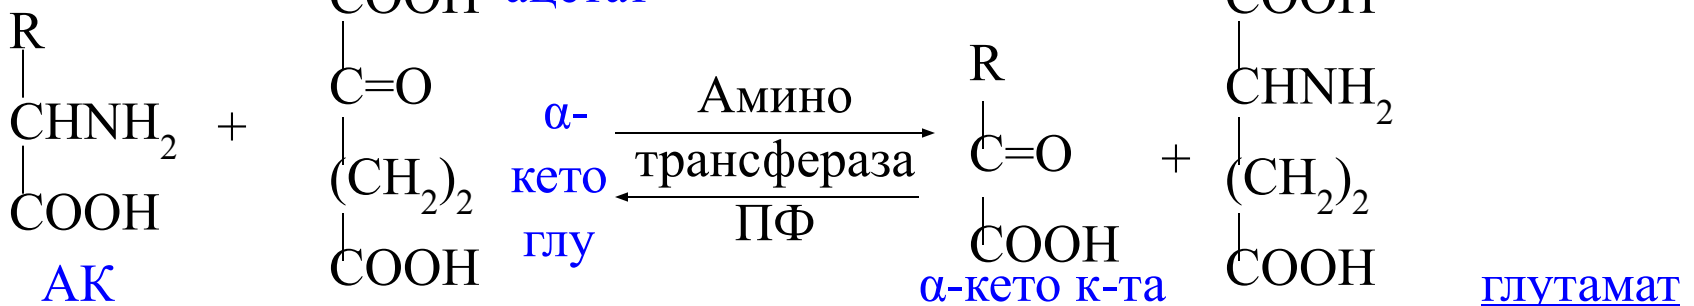 COOH
COOH
R
R
C=O
CHNH₂
Амино
α-
CHNH₂ +
C=O +
трансфераза
кето
(CH₂)₂
(CH₂)₂
COOH
ПФ
глу
COOH
COOH
COOH
АК
α-кето к-та
глутамат